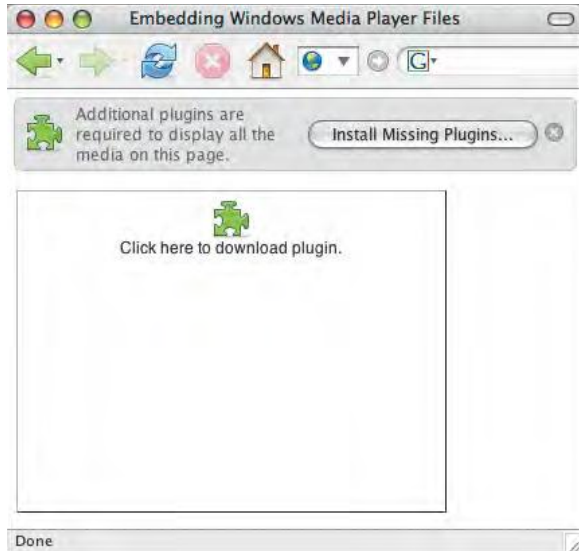 Embedding Windows Media Player Files
G
Additional plugins are
required to display all the
media on this page.
Install Missing Plugins...
Click here to download plugin.
Done